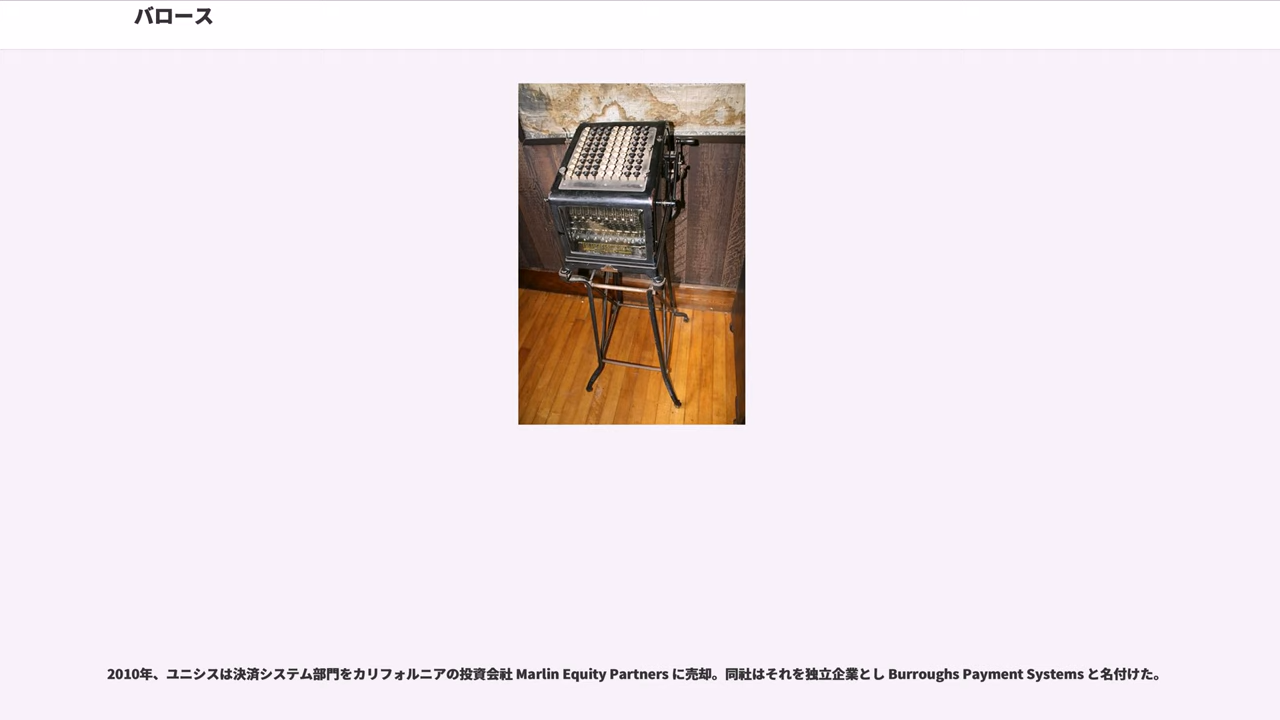 バロース
2010年、ユニシスは決済システム部門をカリフォルニアの投資会社 Marlin Equity Partners に売却。同社はそれを独立企業とし Burroughs Payment Systems と名付けた。